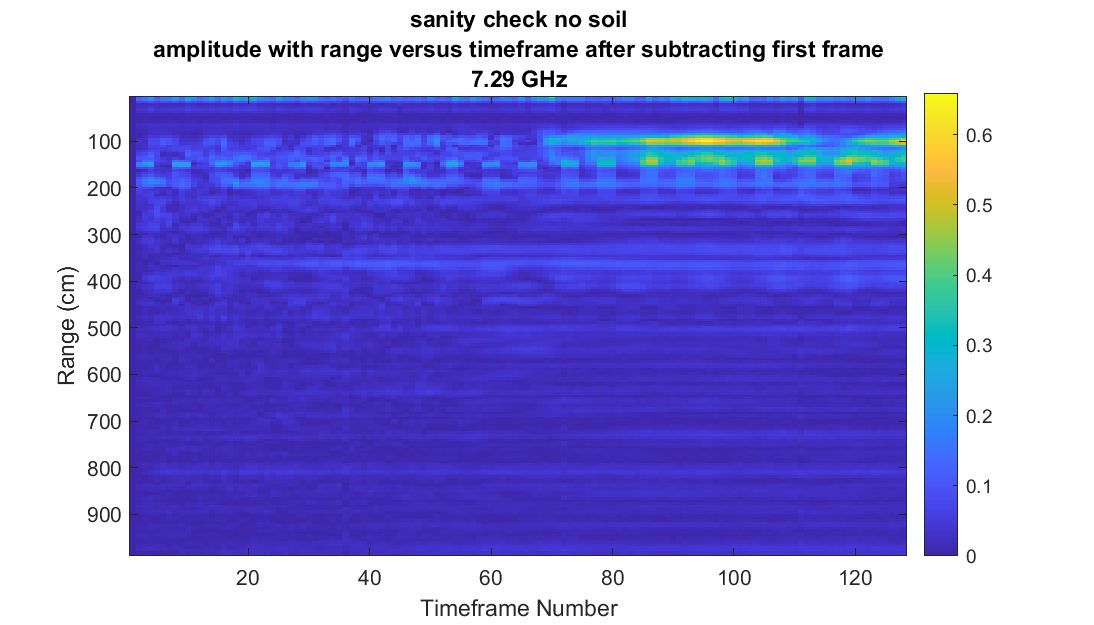 sanity check no soil
amplitude with range versus timeframe after subtracting first frame
7.29 GHz
100
200
300
400
500
600
700
800
900
Range (cm)
20 40 60 80 100 120
Timeframe Number
0.6
0.5
0.4
0.3
0.2
0.1
0